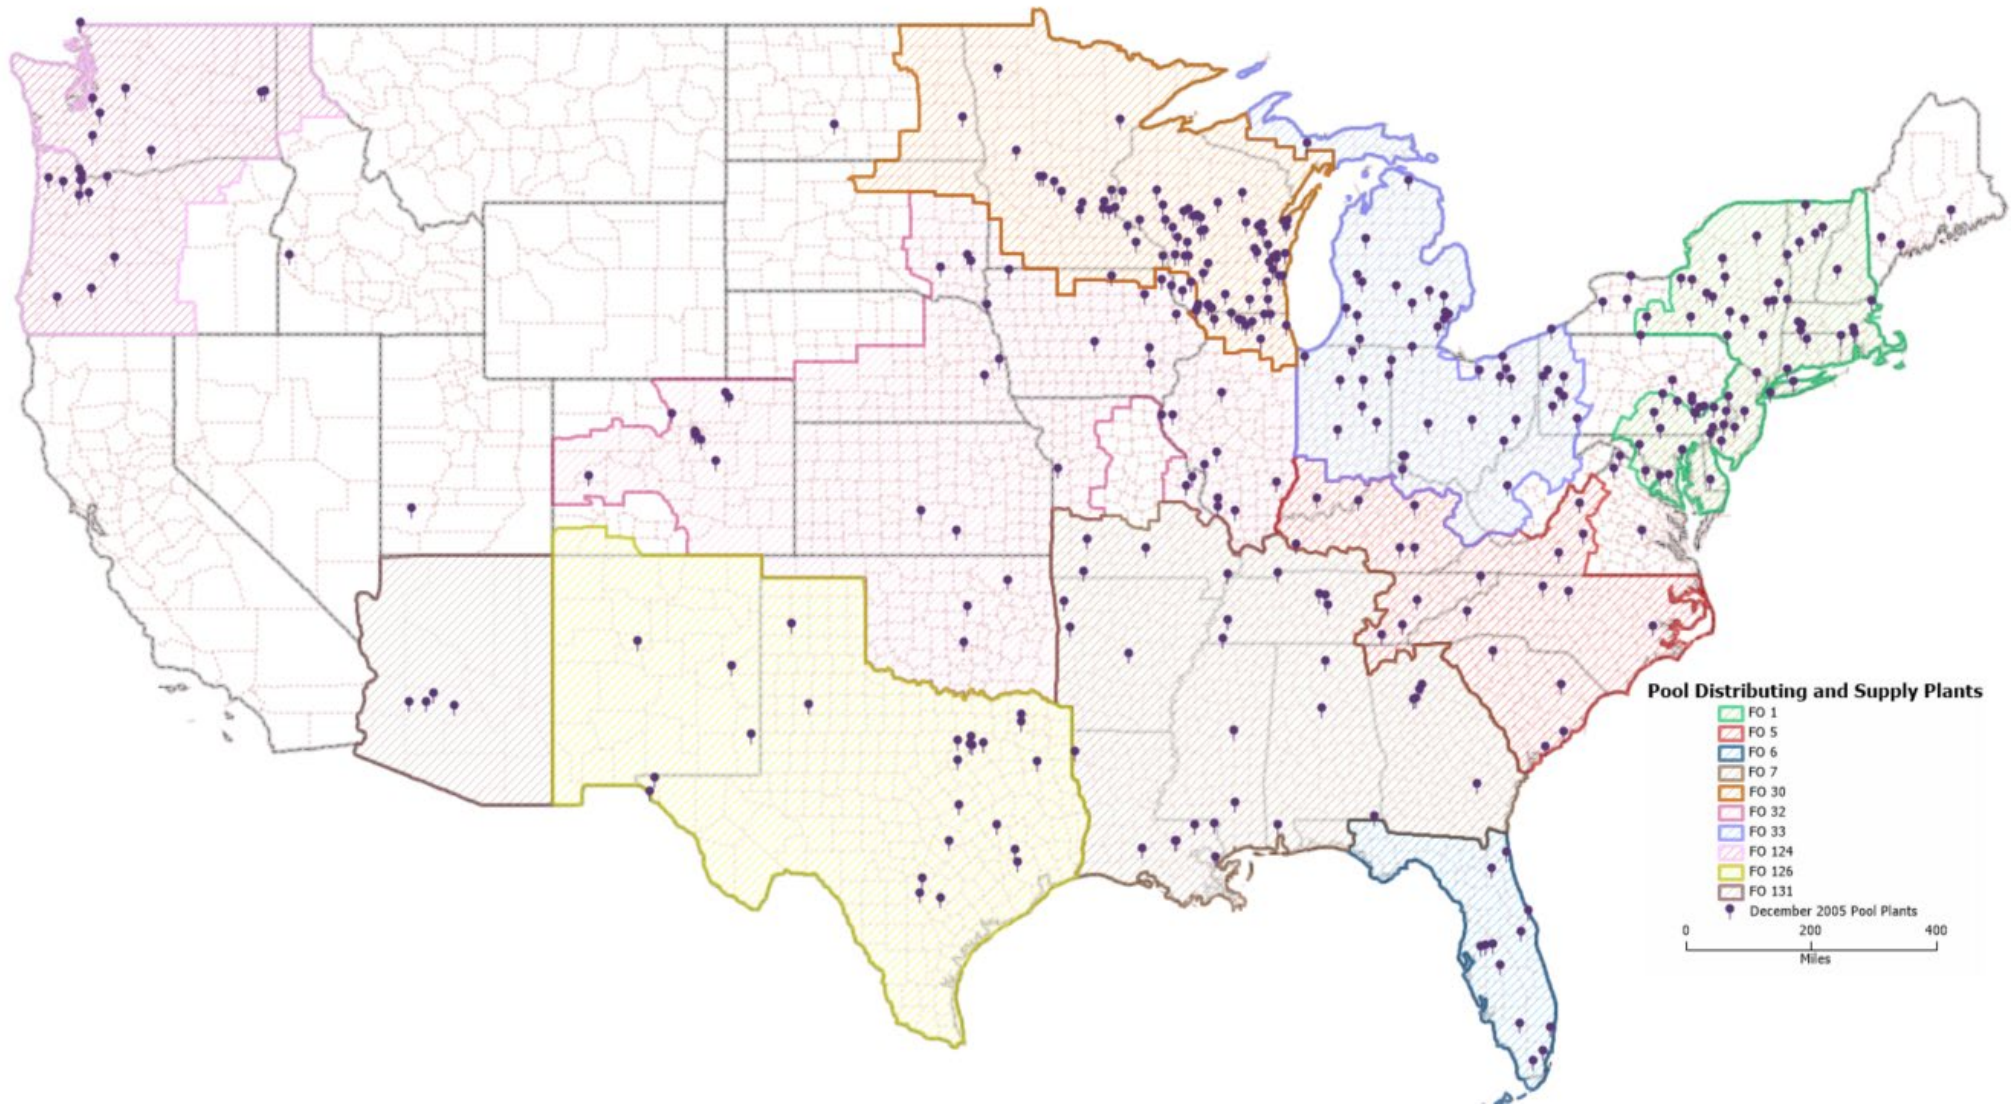 Pool Distributing and Supply Plants
FO 1
FO 5
FO 6
FO 7
FO 30
FO 32
FO 33
FO 124
FO 126
FO 131
December 2005 Pool Plants
0 200 400
Miles